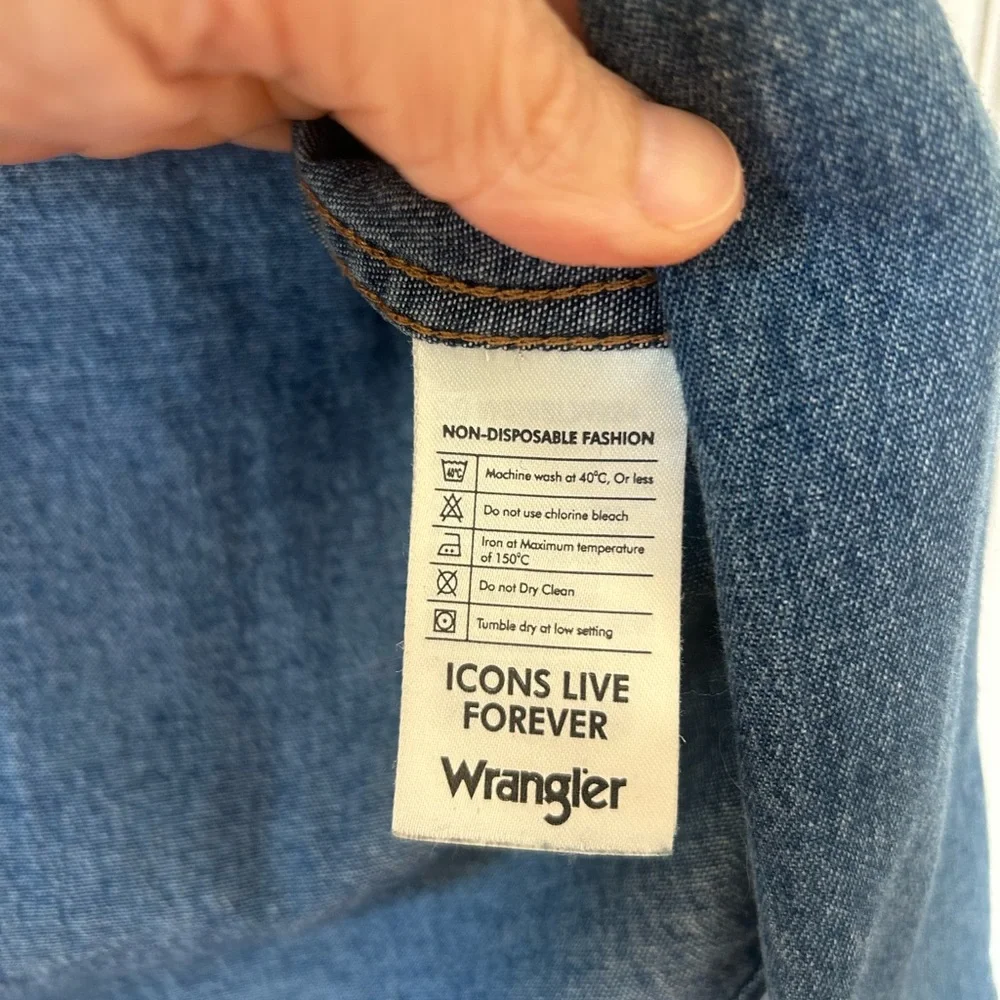 NON-DISPOSABLE FASHION
40°C
Machine wash at 40°C, Or less
Do not use chlorine bleach
Iron at Maximum temperature
of 150°C
Do not Dry Clean
Tumble dry at low setting
ICONS LIVE
FOREVER
Wrangler